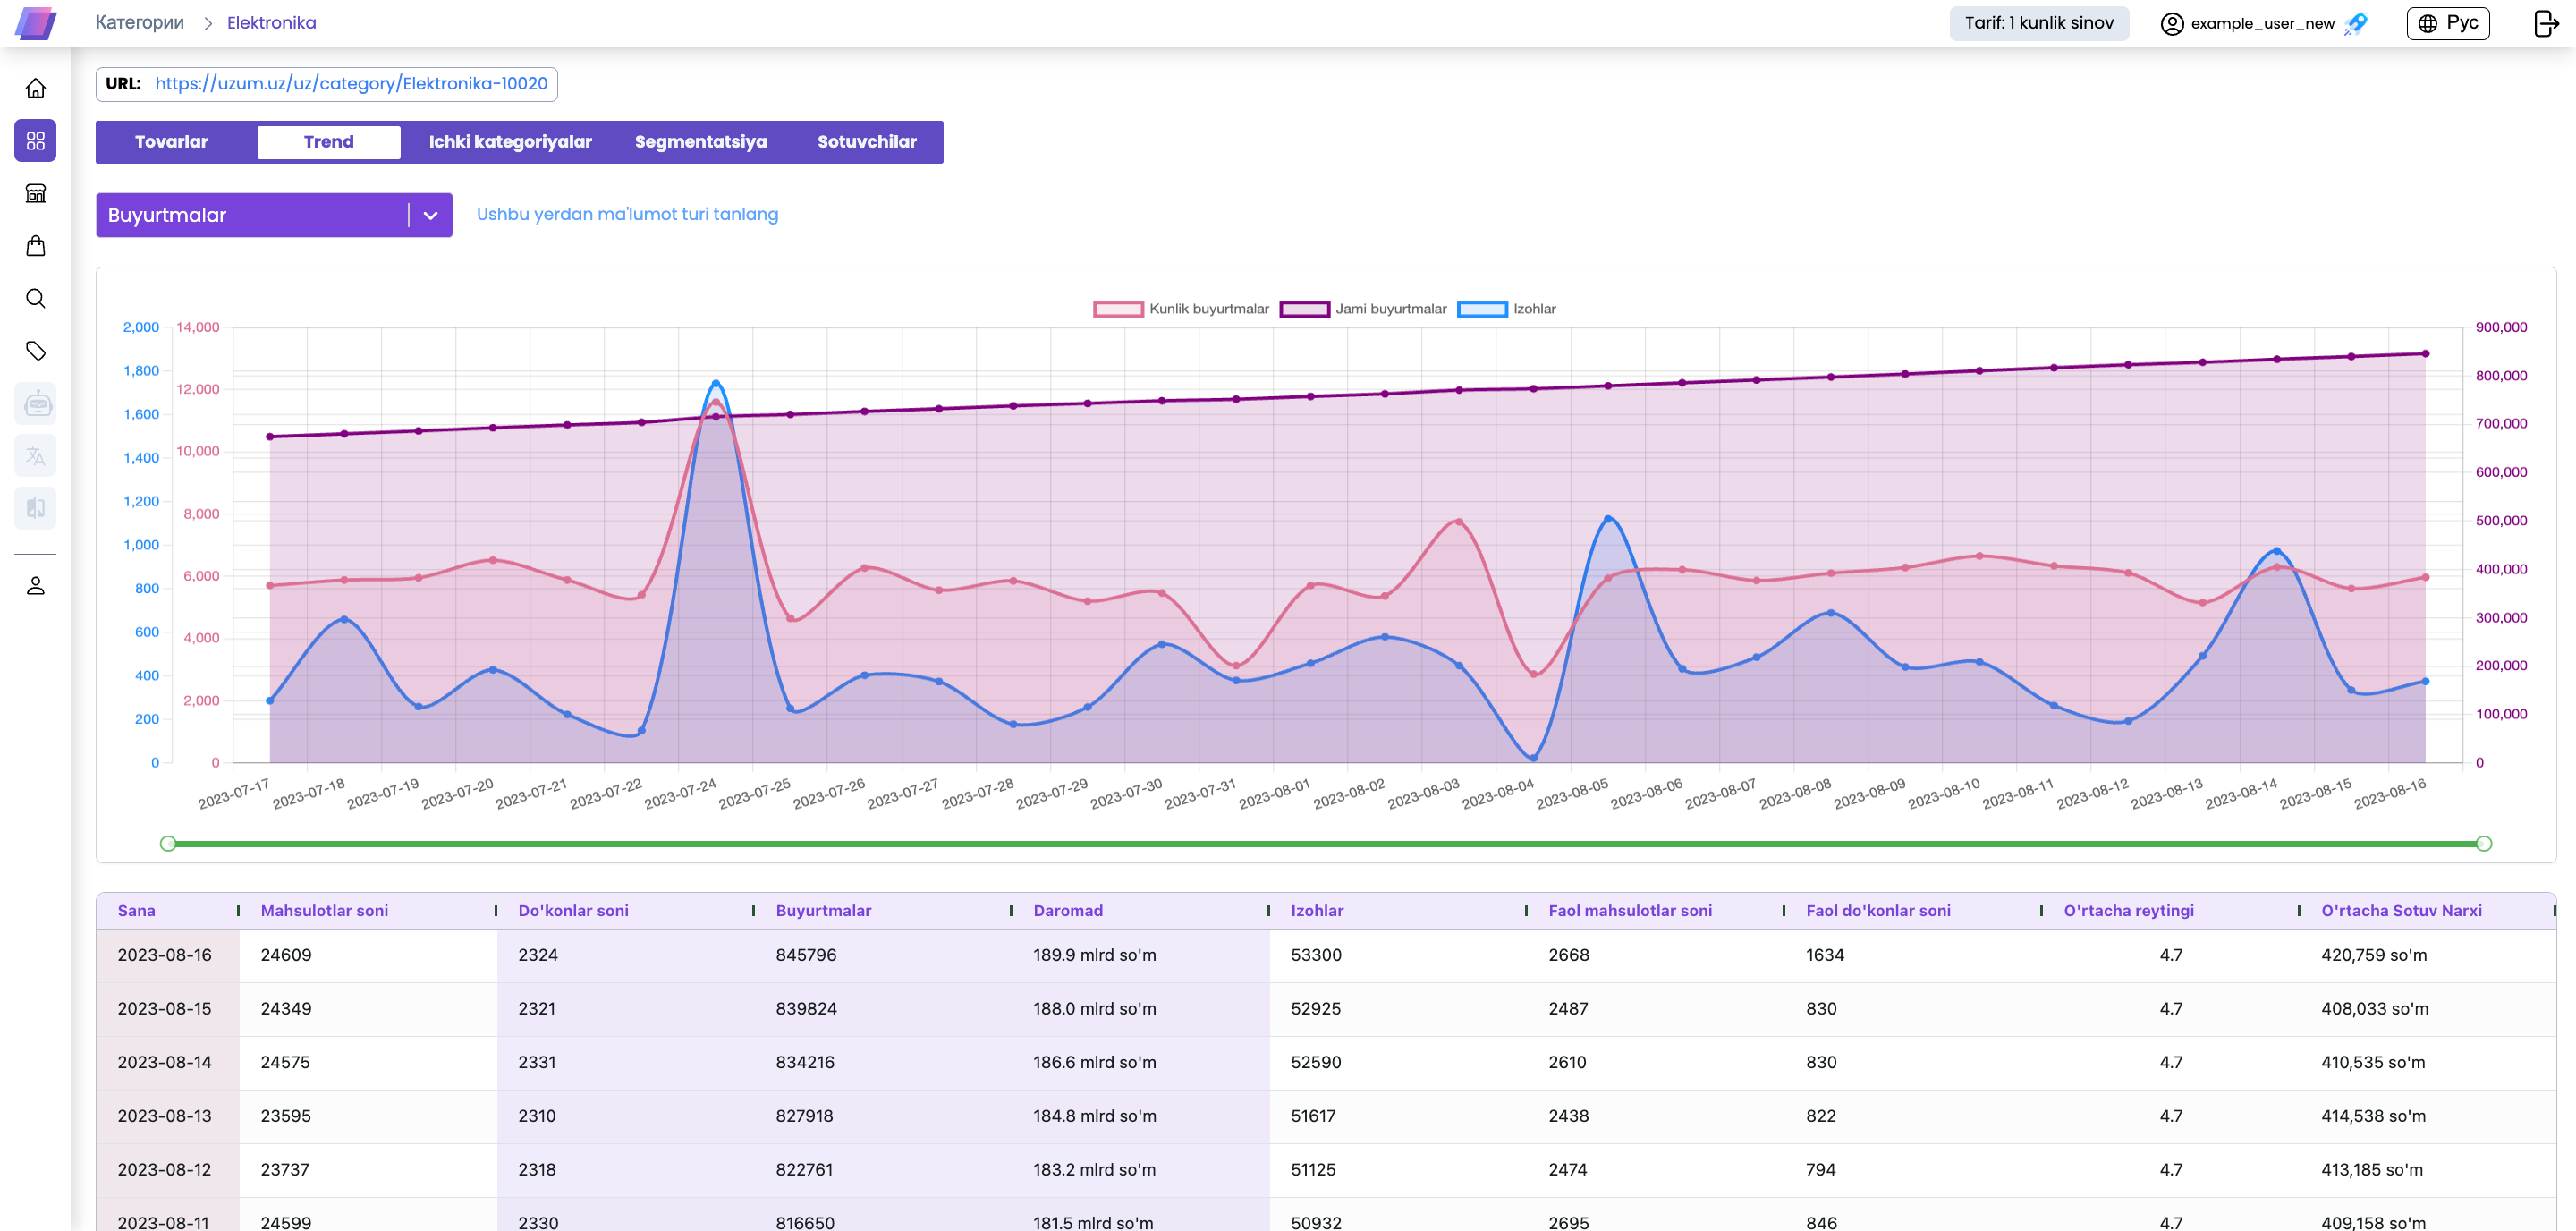 Категории > Elektronika
Tarif: 1 kunlik sinov
example_user_new
Рус
URL: https://uzum.uz/uz/category/Elektronika-10020
Tovarlar Trend Ichki kategoriyalar Segmentatsiya Sotuvchilar
Buyurtmalar
Ushbu yerdan ma'lumot turi tanlang
Kunlik buyurtmalar Jami buyurtmalar Izohlar
2,000 14,000 900,000
1,800 12,000 800,000
1,600 10,000 700,000
1,400 8,000 600,000
1,200 6,000 500,000
1,000 4,000 400,000
800 2,000 300,000
600 0 200,000
400 100,000
200 0
0
2023-07-17 2023-07-18 2023-07-19 2023-07-20 2023-07-21 2023-07-22 2023-07-24 2023-07-25 2023-07-26 2023-07-27 2023-07-28 2023-07-29 2023-07-30 2023-07-31 2023-08-01 2023-08-02 2023-08-03 2023-08-04 2023-08-05 2023-08-06 2023-08-07 2023-08-08 2023-08-09 2023-08-10 2023-08-11 2023-08-12 2023-08-13 2023-08-14 2023-08-15 2023-08-16
Sana Mahsulotlar soni Do'konlar soni Buyurtmalar Daromad Izohlar Faol mahsulotlar soni Faol do'konlar soni O'rtacha reytingi O'rtacha Sotuv Narxi
2023-08-16 24609 2324 845796 189.9 mlrd so'm 53300 2668 1634 4.7 420,759 so'm
2023-08-15 24349 2321 839824 188.0 mlrd so'm 52925 2487 830 4.7 408,033 so'm
2023-08-14 24575 2331 834216 186.6 mlrd so'm 52590 2610 830 4.7 410,535 so'm
2023-08-13 23595 2310 827918 184.8 mlrd so'm 51617 2438 822 4.7 414,538 so'm
2023-08-12 23737 2318 822761 183.2 mlrd so'm 51125 2474 794 4.7 413,185 so'm
2023-08-11 24599 2330 816650 181.5 mlrd so'm 50932 2695 846 4.7 409,158 so'm